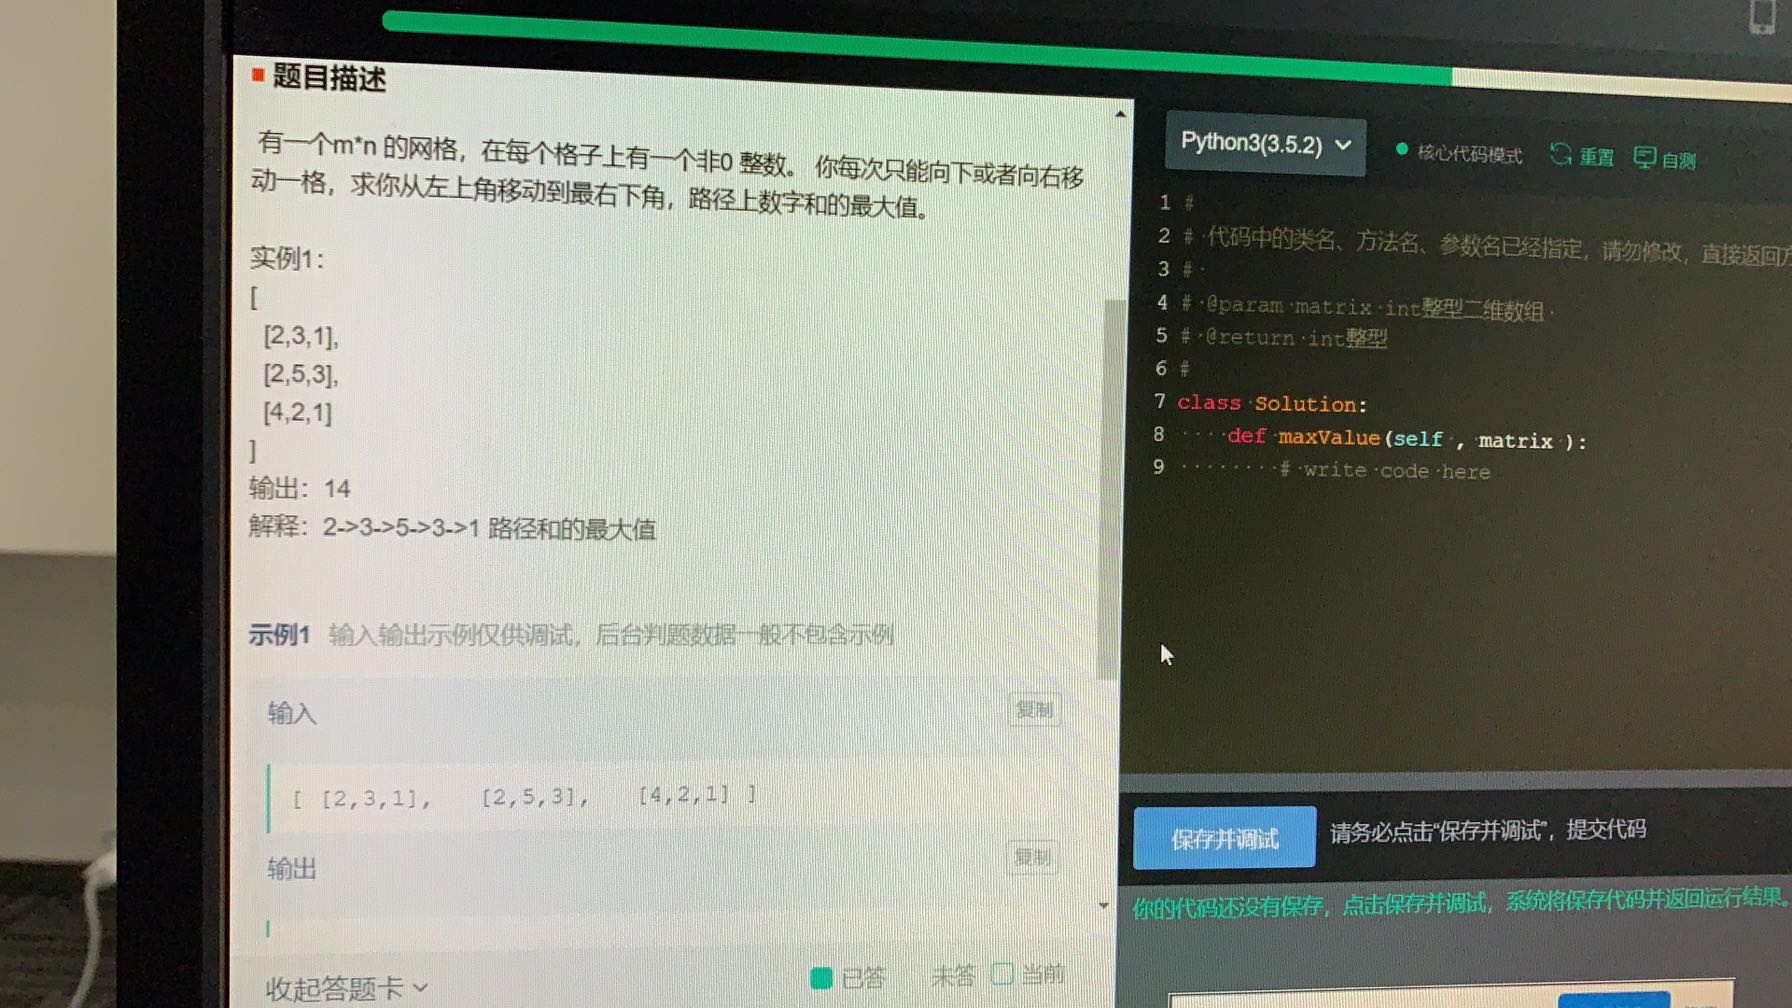 题目描述
有一个m*n 的网格，在每个格子上有一个非0 整数。 你每次只能向下或者向右移
动一格，求你从左上角移动到最右下角，路径上数字和的最大值。
实例1：
[
[2,3,1],
[2,5,3],
[4,2,1]
]
输出：14
解释：2->3->5->3->1 路径和的最大值
示例1 输入输出示例仅供调试，后台判题数据一般不包含示例
输入
复制
[ [2,3,1], [2,5,3], [4,2,1] ]
输出
复制
收起答题卡
已答 未答 当前
Python3(3.5.2)
核心代码模式
重置
自测
1 #
2 # 代码中的类名、方法名、参数名已经指定，请勿修改，直接返回
3 #
4 # @param matrix int整型二维数组
5 # @return int整型
6 #
7 class Solution:
8 def maxValue(self , matrix ):
9 # write code here
保存并调试
请务必点击“保存并调试”，提交代码
你的代码还没有保存，点击保存并调试，系统将保存代码并返回运行结果。